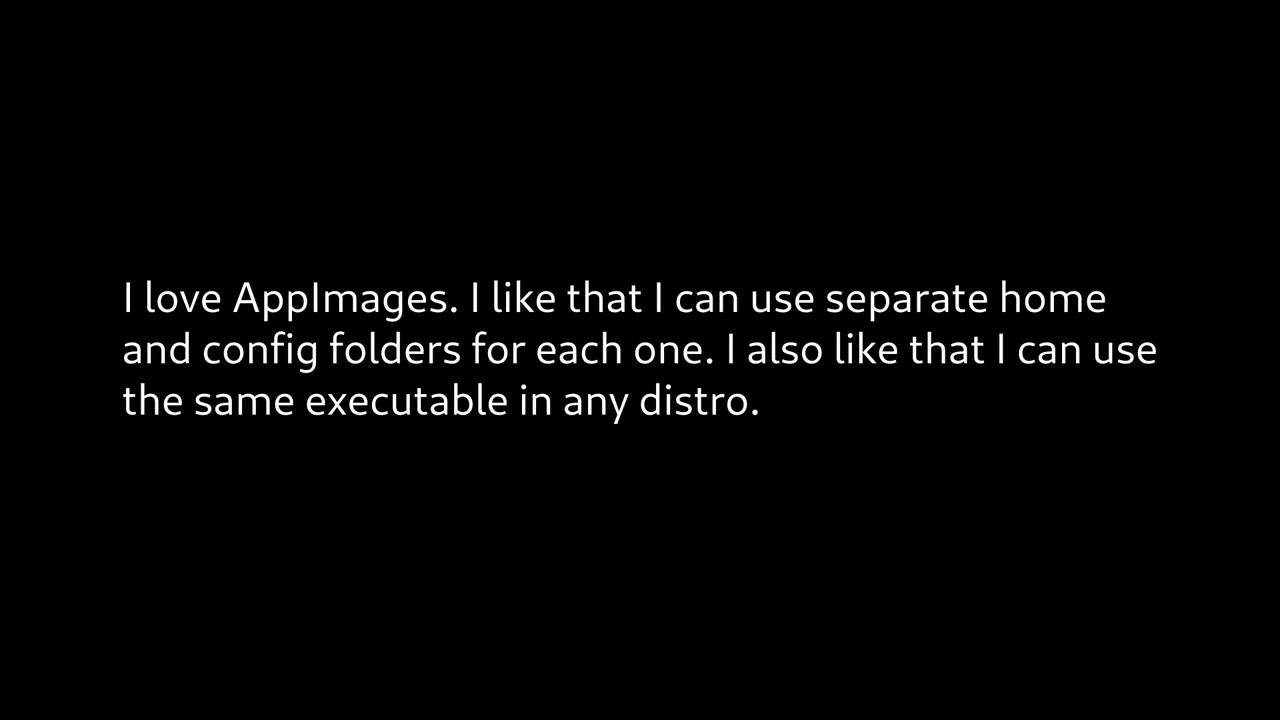 I love AppImages. I like that I can use separate home
and config folders for each one. I also like that I can use
the same executable in any distro.